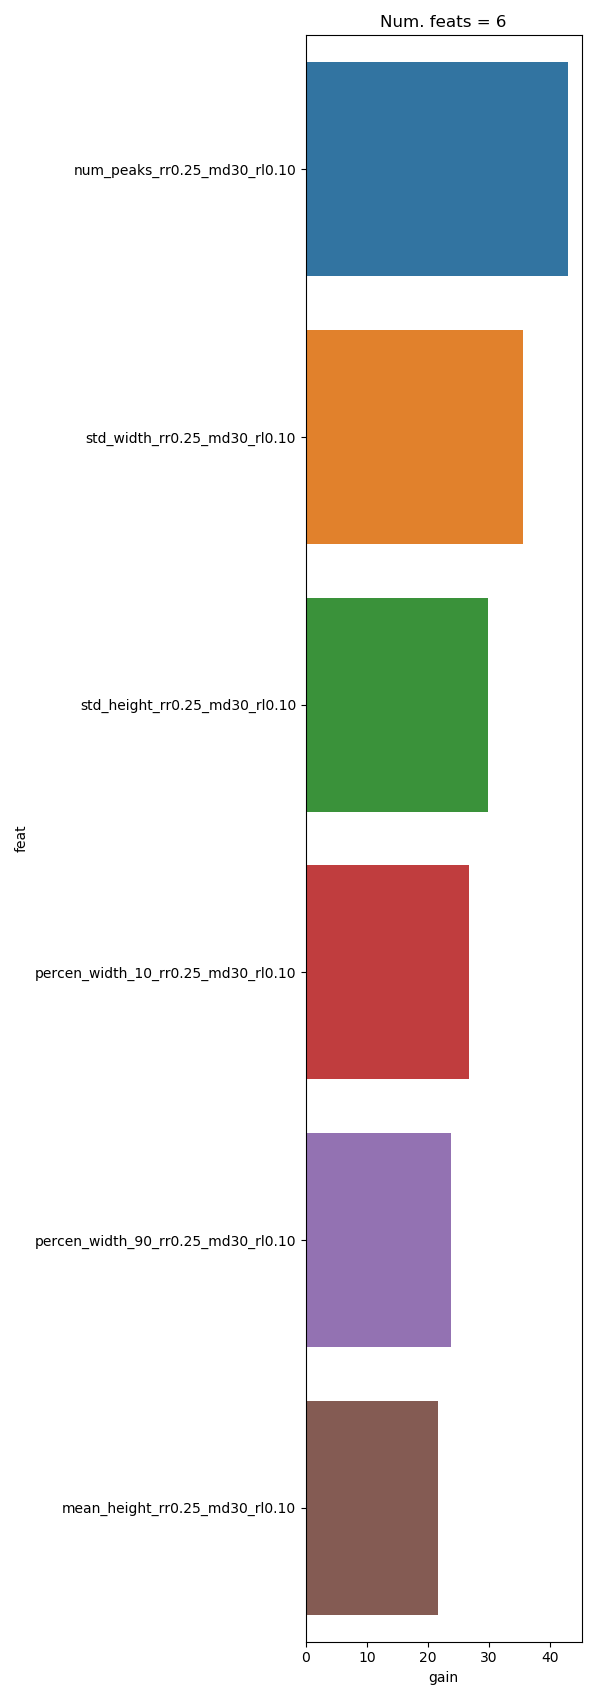 Num. feats = 6
num_peaks_rr0.25_md30_rl0.10
std_width_rr0.25_md30_rl0.10
std_height_rr0.25_md30_rl0.10
feat
percen_width_10_rr0.25_md30_rl0.10
percen_width_90_rr0.25_md30_rl0.10
mean_height_rr0.25_md30_rl0.10
0 10 20 30 40
gain